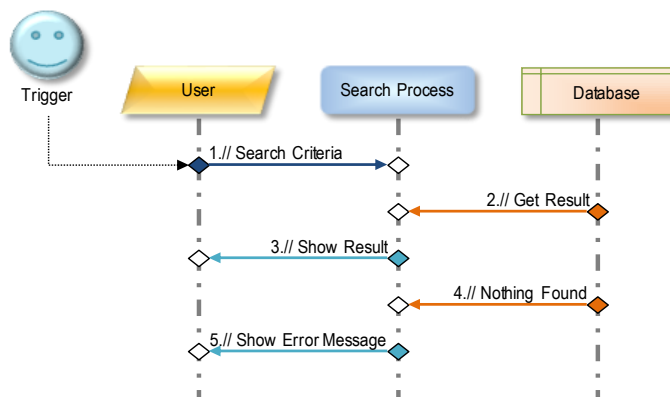 Trigger
User
Search Process
Database
1.// Search Criteria
2.// Get Result
3.// Show Result
4.// Nothing Found
5.// Show Error Message